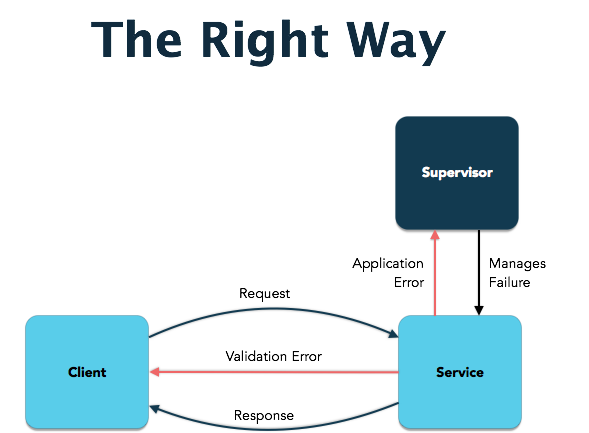 The Right Way
Supervisor
Application
Error
Manages
Failure
Request
Validation Error
Client
Service
Response